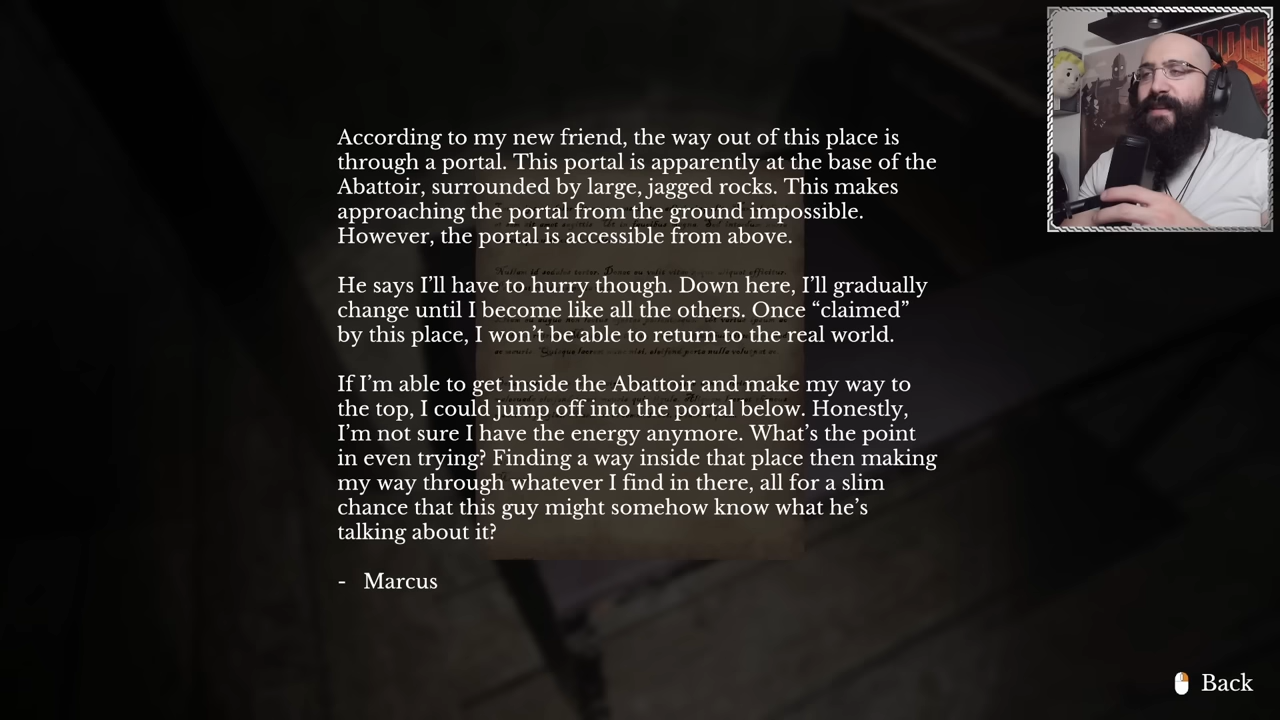 According to my new friend, the way out of this place is
through a portal. This portal is apparently at the base of the
Abattoir, surrounded by large, jagged rocks. This makes
approaching the portal from the ground impossible.
However, the portal is accessible from above.
He says I'll have to hurry though. Down here, I'll gradually
change until I become like all the others. Once “claimed”
by this place, I won't be able to return to the real world.
If I'm able to get inside the Abattoir and make my way to
the top, I could jump off into the portal below. Honestly,
I'm not sure I have the energy anymore. What's the point
in even trying? Finding a way inside that place then making
my way through whatever I find in there, all for a slim
chance that this guy might somehow know what he's
talking about it?
- Marcus
Back